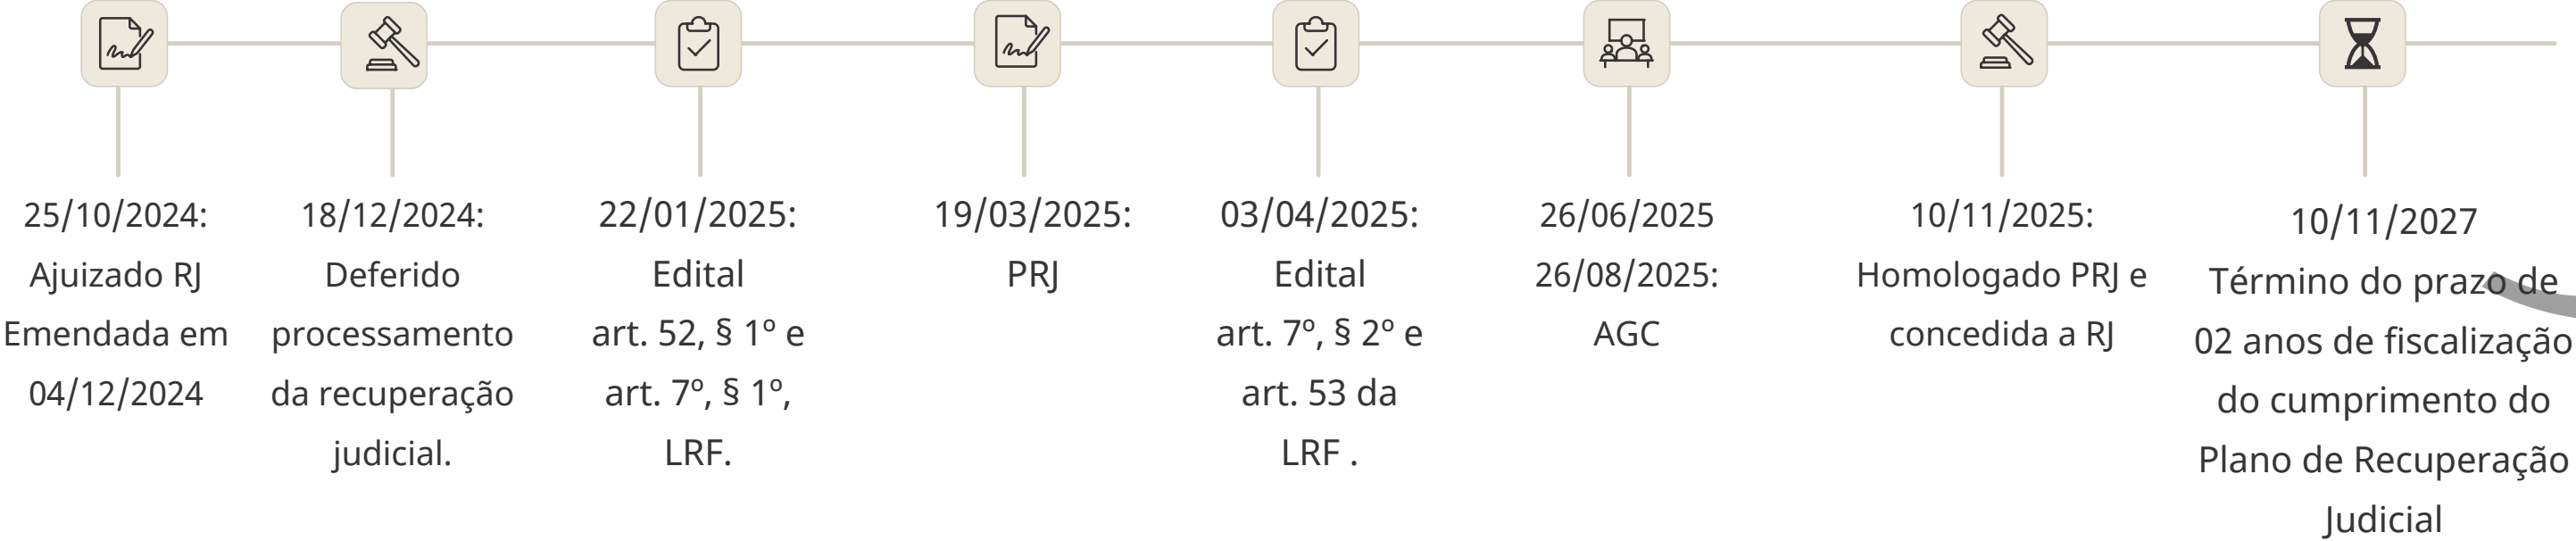 25/10/2024:
Ajuizado RJ
Emendada em
04/12/2024
18/12/2024:
Deferido
processamento
da recuperação
judicial.
22/01/2025:
Edital
art. 52, § 1º e
art. 7º, § 1º,
LRF.
19/03/2025:
PRJ
03/04/2025:
Edital
art. 7º, § 2º e
art. 53 da
LRF .
26/06/2025
26/08/2025:
AGC
10/11/2025:
Homologado PRJ e
concedida a RJ
10/11/2027
Término do prazo de
02 anos de fiscalização
do cumprimento do
Plano de Recuperação
Judicial